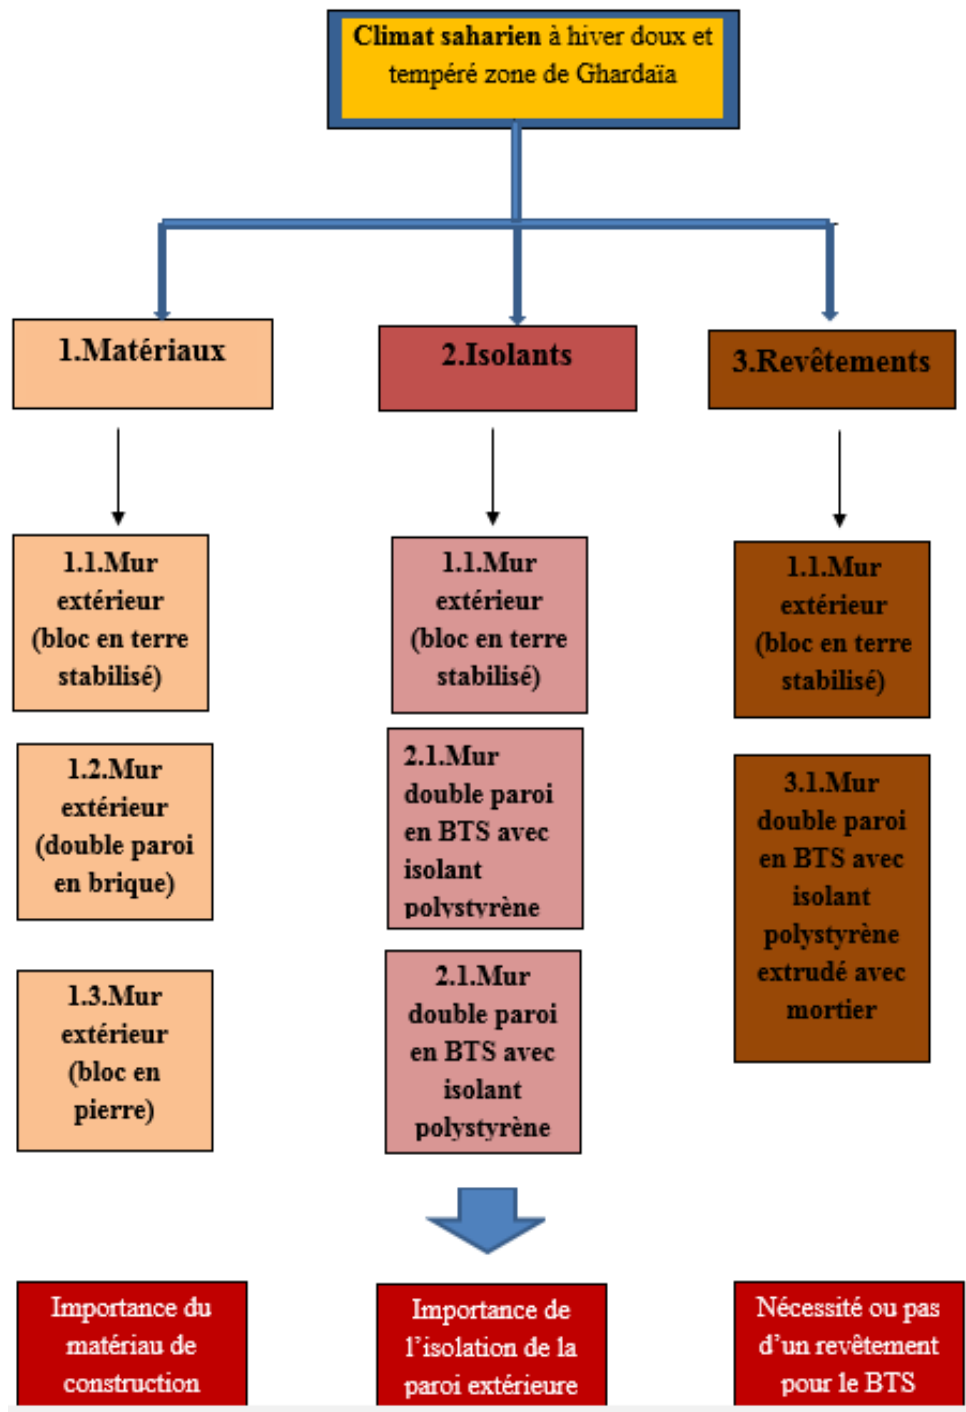 Climat saharien à hiver doux et
tempéré zone de Ghardaïa
1.Matériaux
2.Isolants
3.Revêtements
1.1.Mur
extérieur
(bloc en terre
stabilisé)
1.2.Mur
extérieur
(double paroi
en brique)
1.3.Mur
extérieur
(bloc en
pierre)
1.1.Mur
extérieur
(bloc en terre
stabilisé)
2.1.Mur
double paroi
en BTS avec
isolant
polystyrène
2.1.Mur
double paroi
en BTS avec
isolant
polystyrène
1.1.Mur
extérieur
(bloc en terre
stabilisé)
3.1.Mur
double paroi
en BTS avec
isolant
polystyrène
extrudé avec
mortier
Importance du
matériau de
construction
Importance de
l’isolation de la
paroi extérieure
Nécessité ou pas
d’un revêtement
pour le BTS